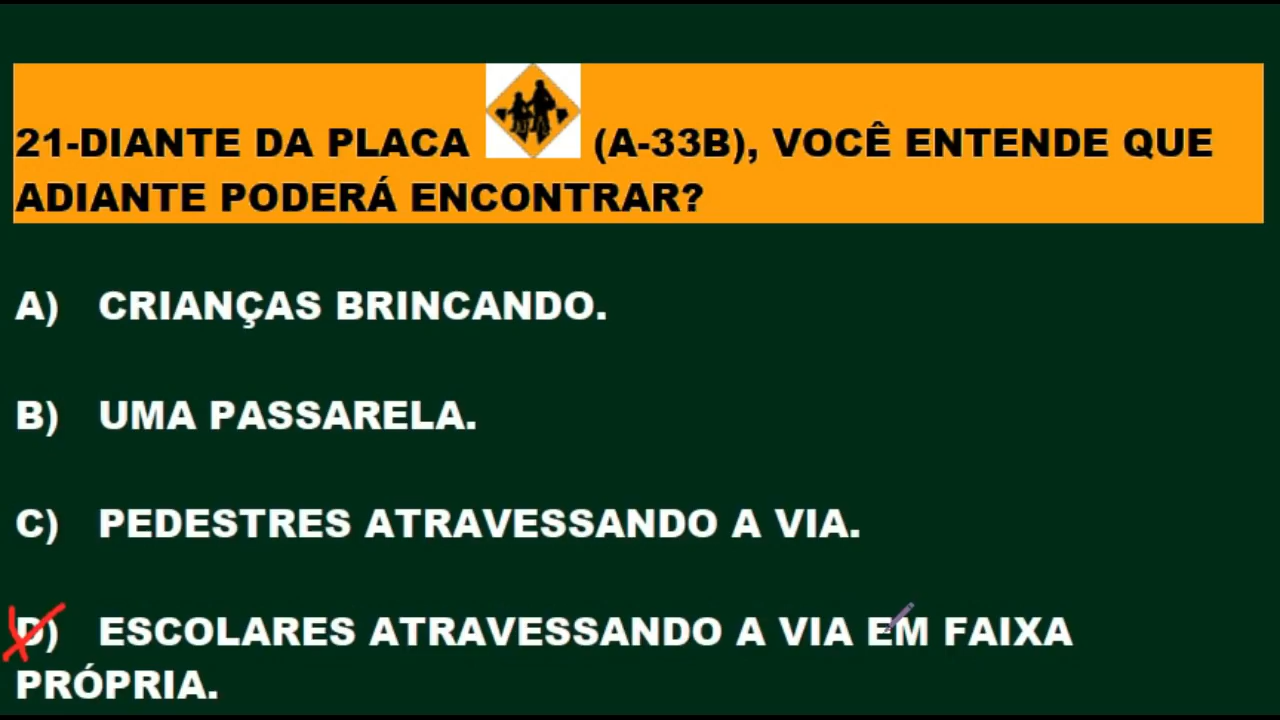 21-DIANTE DA PLACA (A-33B), VOCÊ ENTENDE QUE
ADIANTE PODERÁ ENCONTRAR?
A) CRIANÇAS BRINCANDO.
B) UMA PASSARELA.
C) PEDESTRES ATRAVESSANDO A VIA.
D) ESCOLARES ATRAVESSANDO A VIA EM FAIXA
PRÓPRIA.